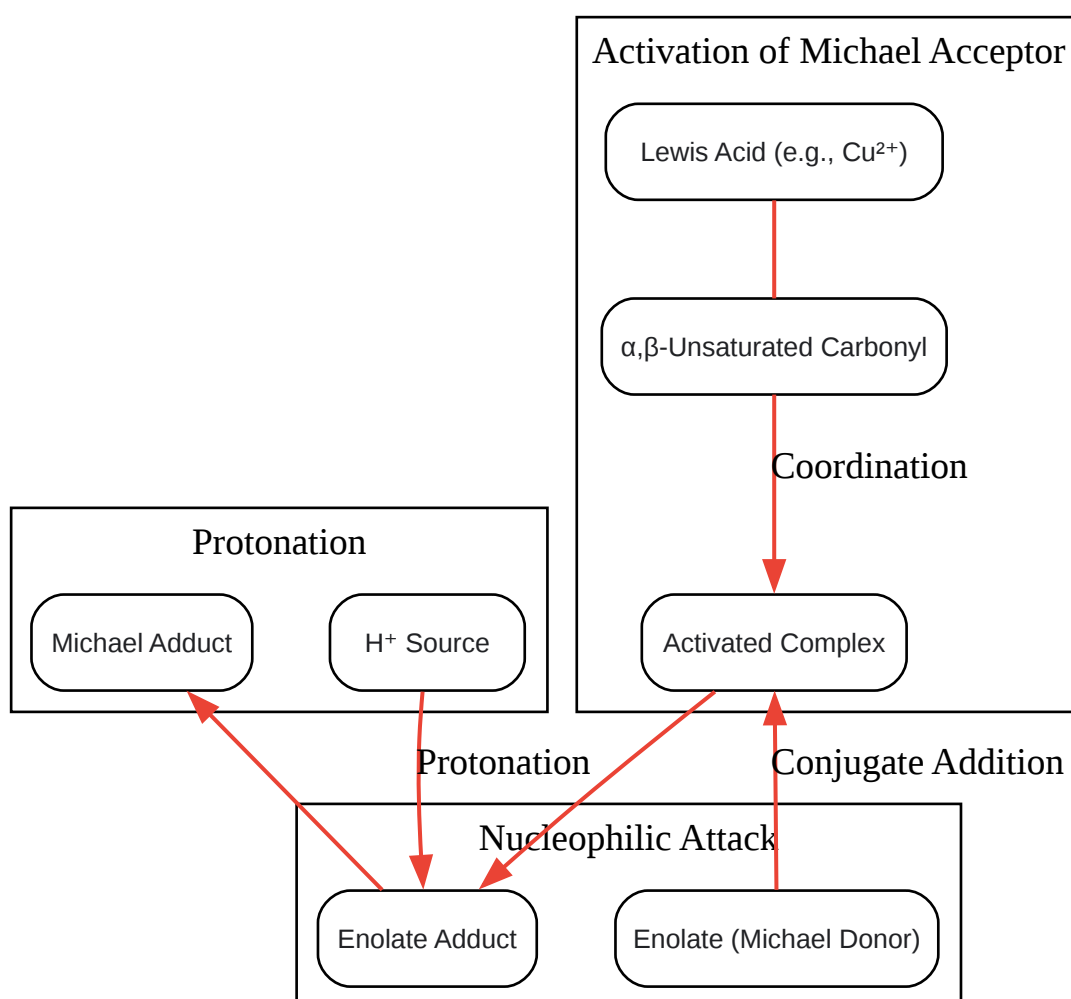 Activation of Michael Acceptor
Lewis Acid (e.g., Cu²⁺)
α,β-Unsaturated Carbonyl
Coordination
Protonation
Michael Adduct
H⁺ Source
Activated Complex
Protonation
Conjugate Addition
Nucleophilic Attack
Enolate Adduct
Enolate (Michael Donor)